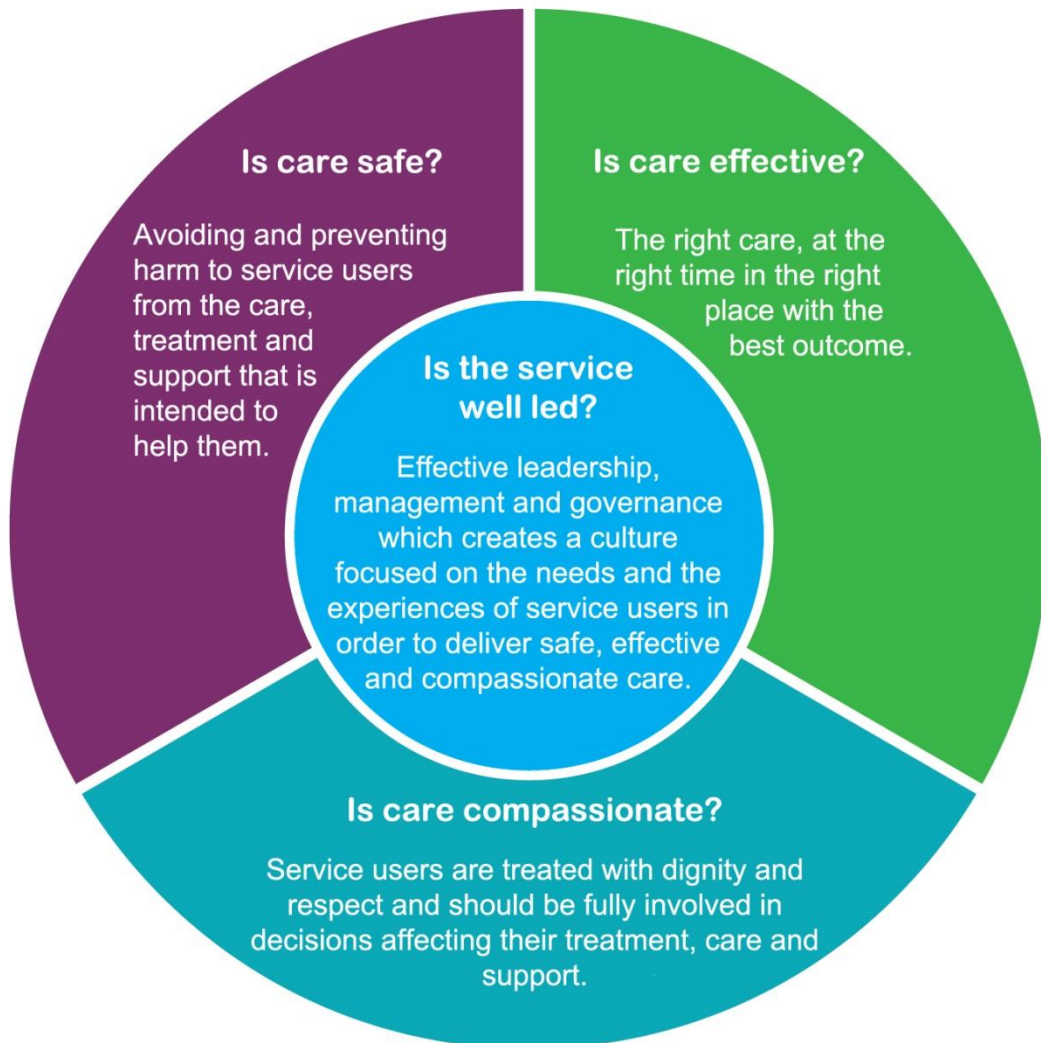 Is care safe?
Avoiding and preventing
harm to service users
from the care,
treatment and
support that is
intended to
help them.
Is care effective?
The right care, at the
right time in the right
place with the
best outcome.
Is the service
well led?
Effective leadership,
management and governance
which creates a culture
focused on the needs and the
experiences of service users in
order to deliver safe, effective
and compassionate care.
Is care compassionate?
Service users are treated with dignity and
respect and should be fully involved in
decisions affecting their treatment, care and
support.